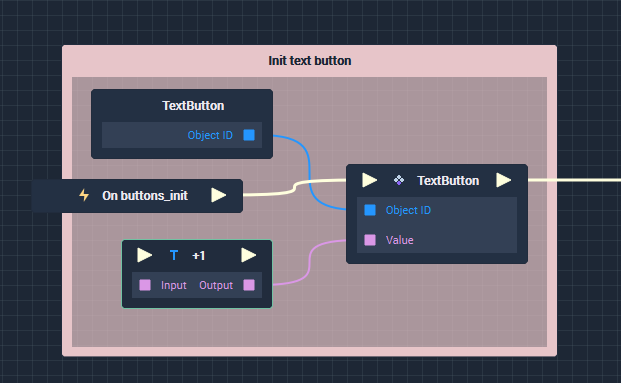 Init text button
TextButton
Object ID
On buttons_init
TextButton
Object ID
Value
T +1
Input Output